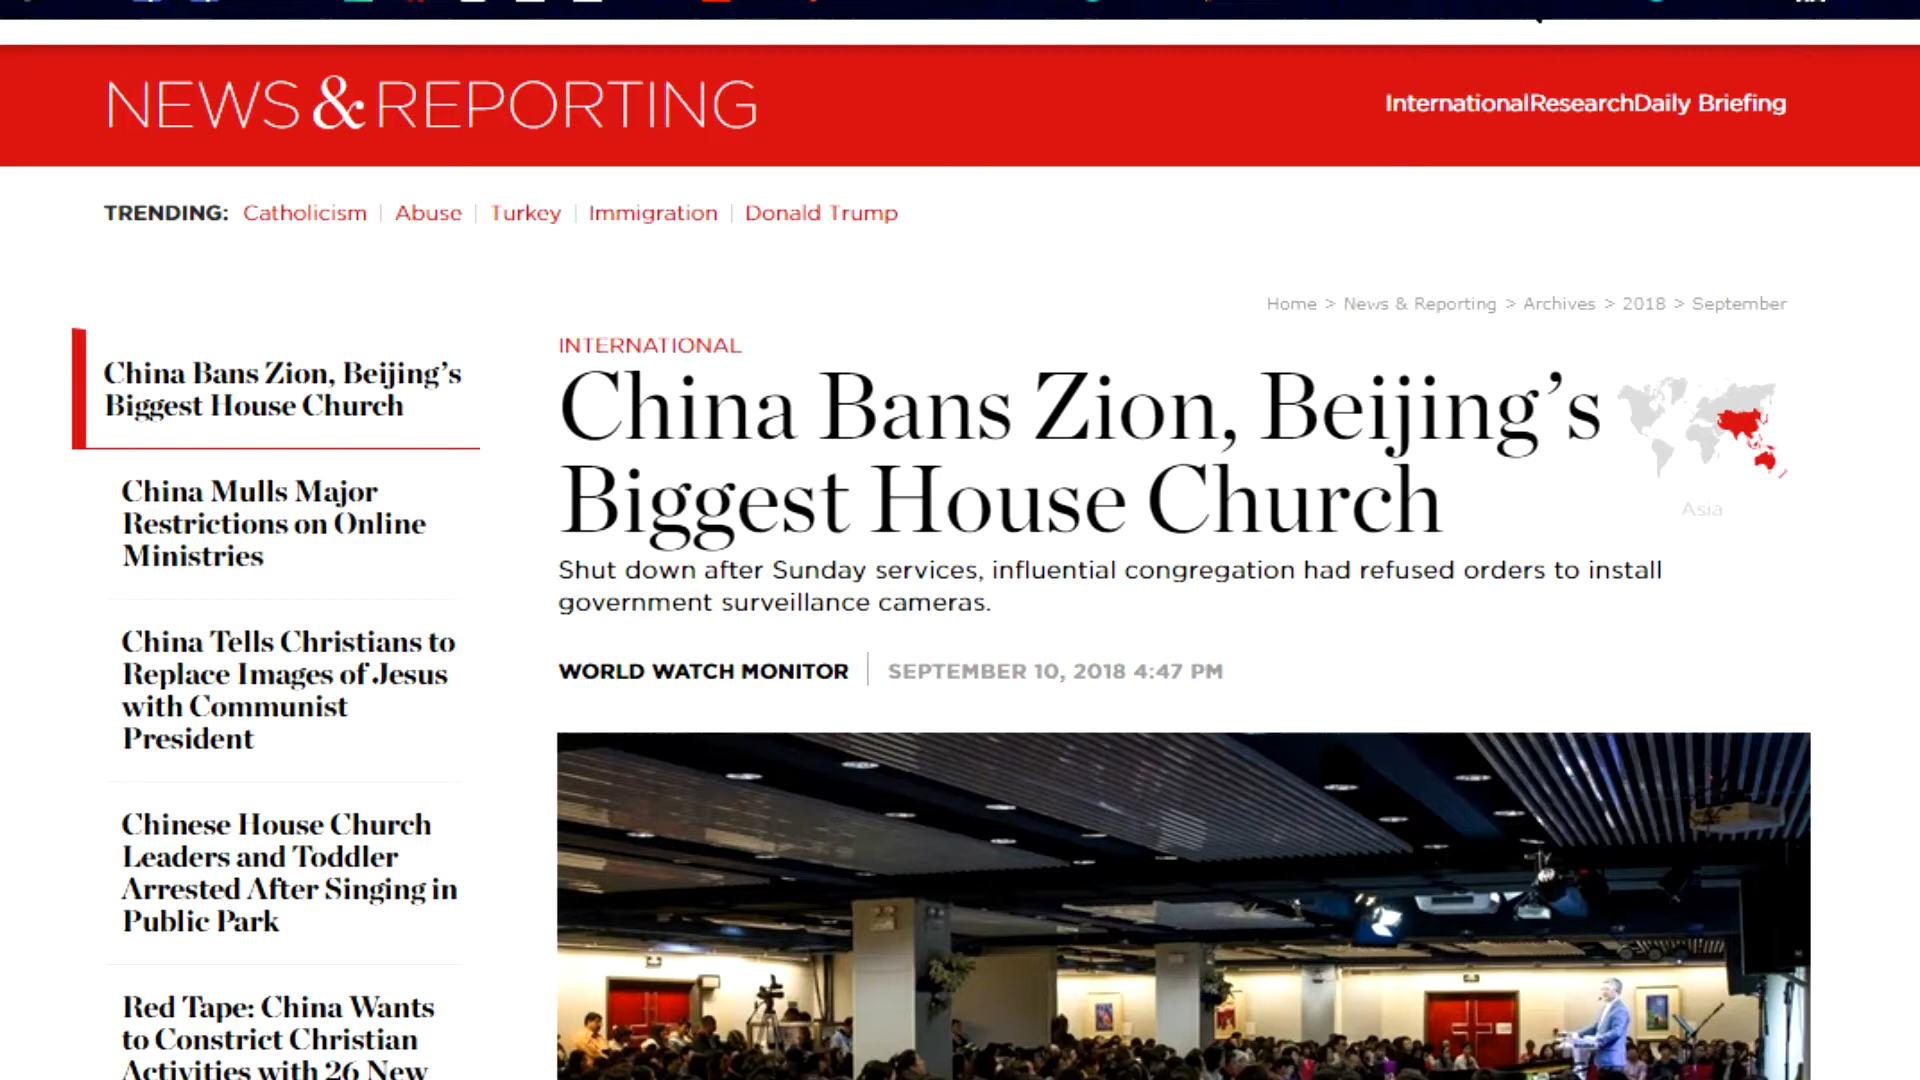 NEWS & REPORTING
InternationalResearchDaily Briefing
TRENDING: Catholicism | Abuse | Turkey | Immigration | Donald Trump
Home > News & Reporting > Archives > 2018 > September
China Bans Zion, Beijing’s
Biggest House Church
China Mulls Major
Restrictions on Online
Ministries
China Tells Christians to
Replace Images of Jesus
with Communist
President
Chinese House Church
Leaders and Toddler
Arrested After Singing in
Public Park
Red Tape: China Wants
to Constrict Christian
Activities with 26 New
INTERNATIONAL
China Bans Zion, Beijing’s
Biggest House Church
Asia
Shut down after Sunday services, influential congregation had refused orders to install
government surveillance cameras.
WORLD WATCH MONITOR | SEPTEMBER 10, 2018 4:47 PM